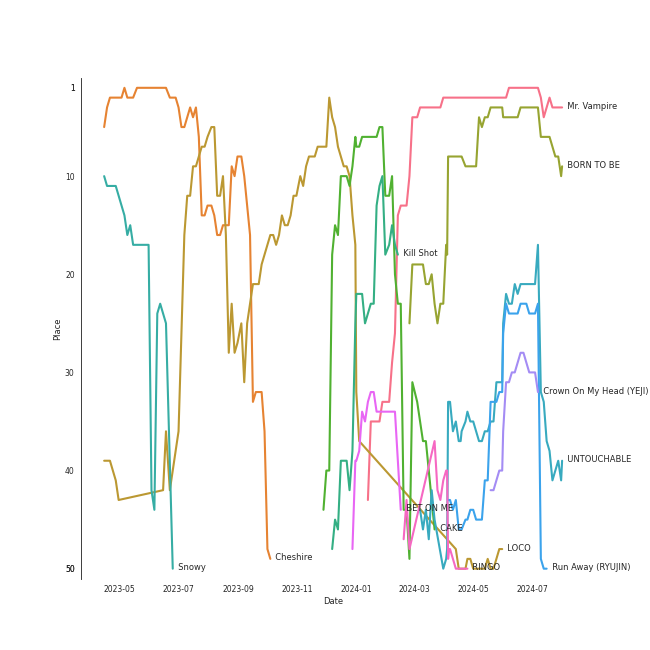 1
Mr. Vampire
BORN TO BE
10
Kill Shot
20
Place
30
Crown On My Head (YEJI)
40
UNTOUCHABLE
BET ON ME
CAKE
LOCO
Cheshire
50
Snowy
RINGO
Run Away (RYUJIN)
2023-05
2023-07
2023-09
2023-11
2024-01
2024-03
2024-05
2024-07
Date